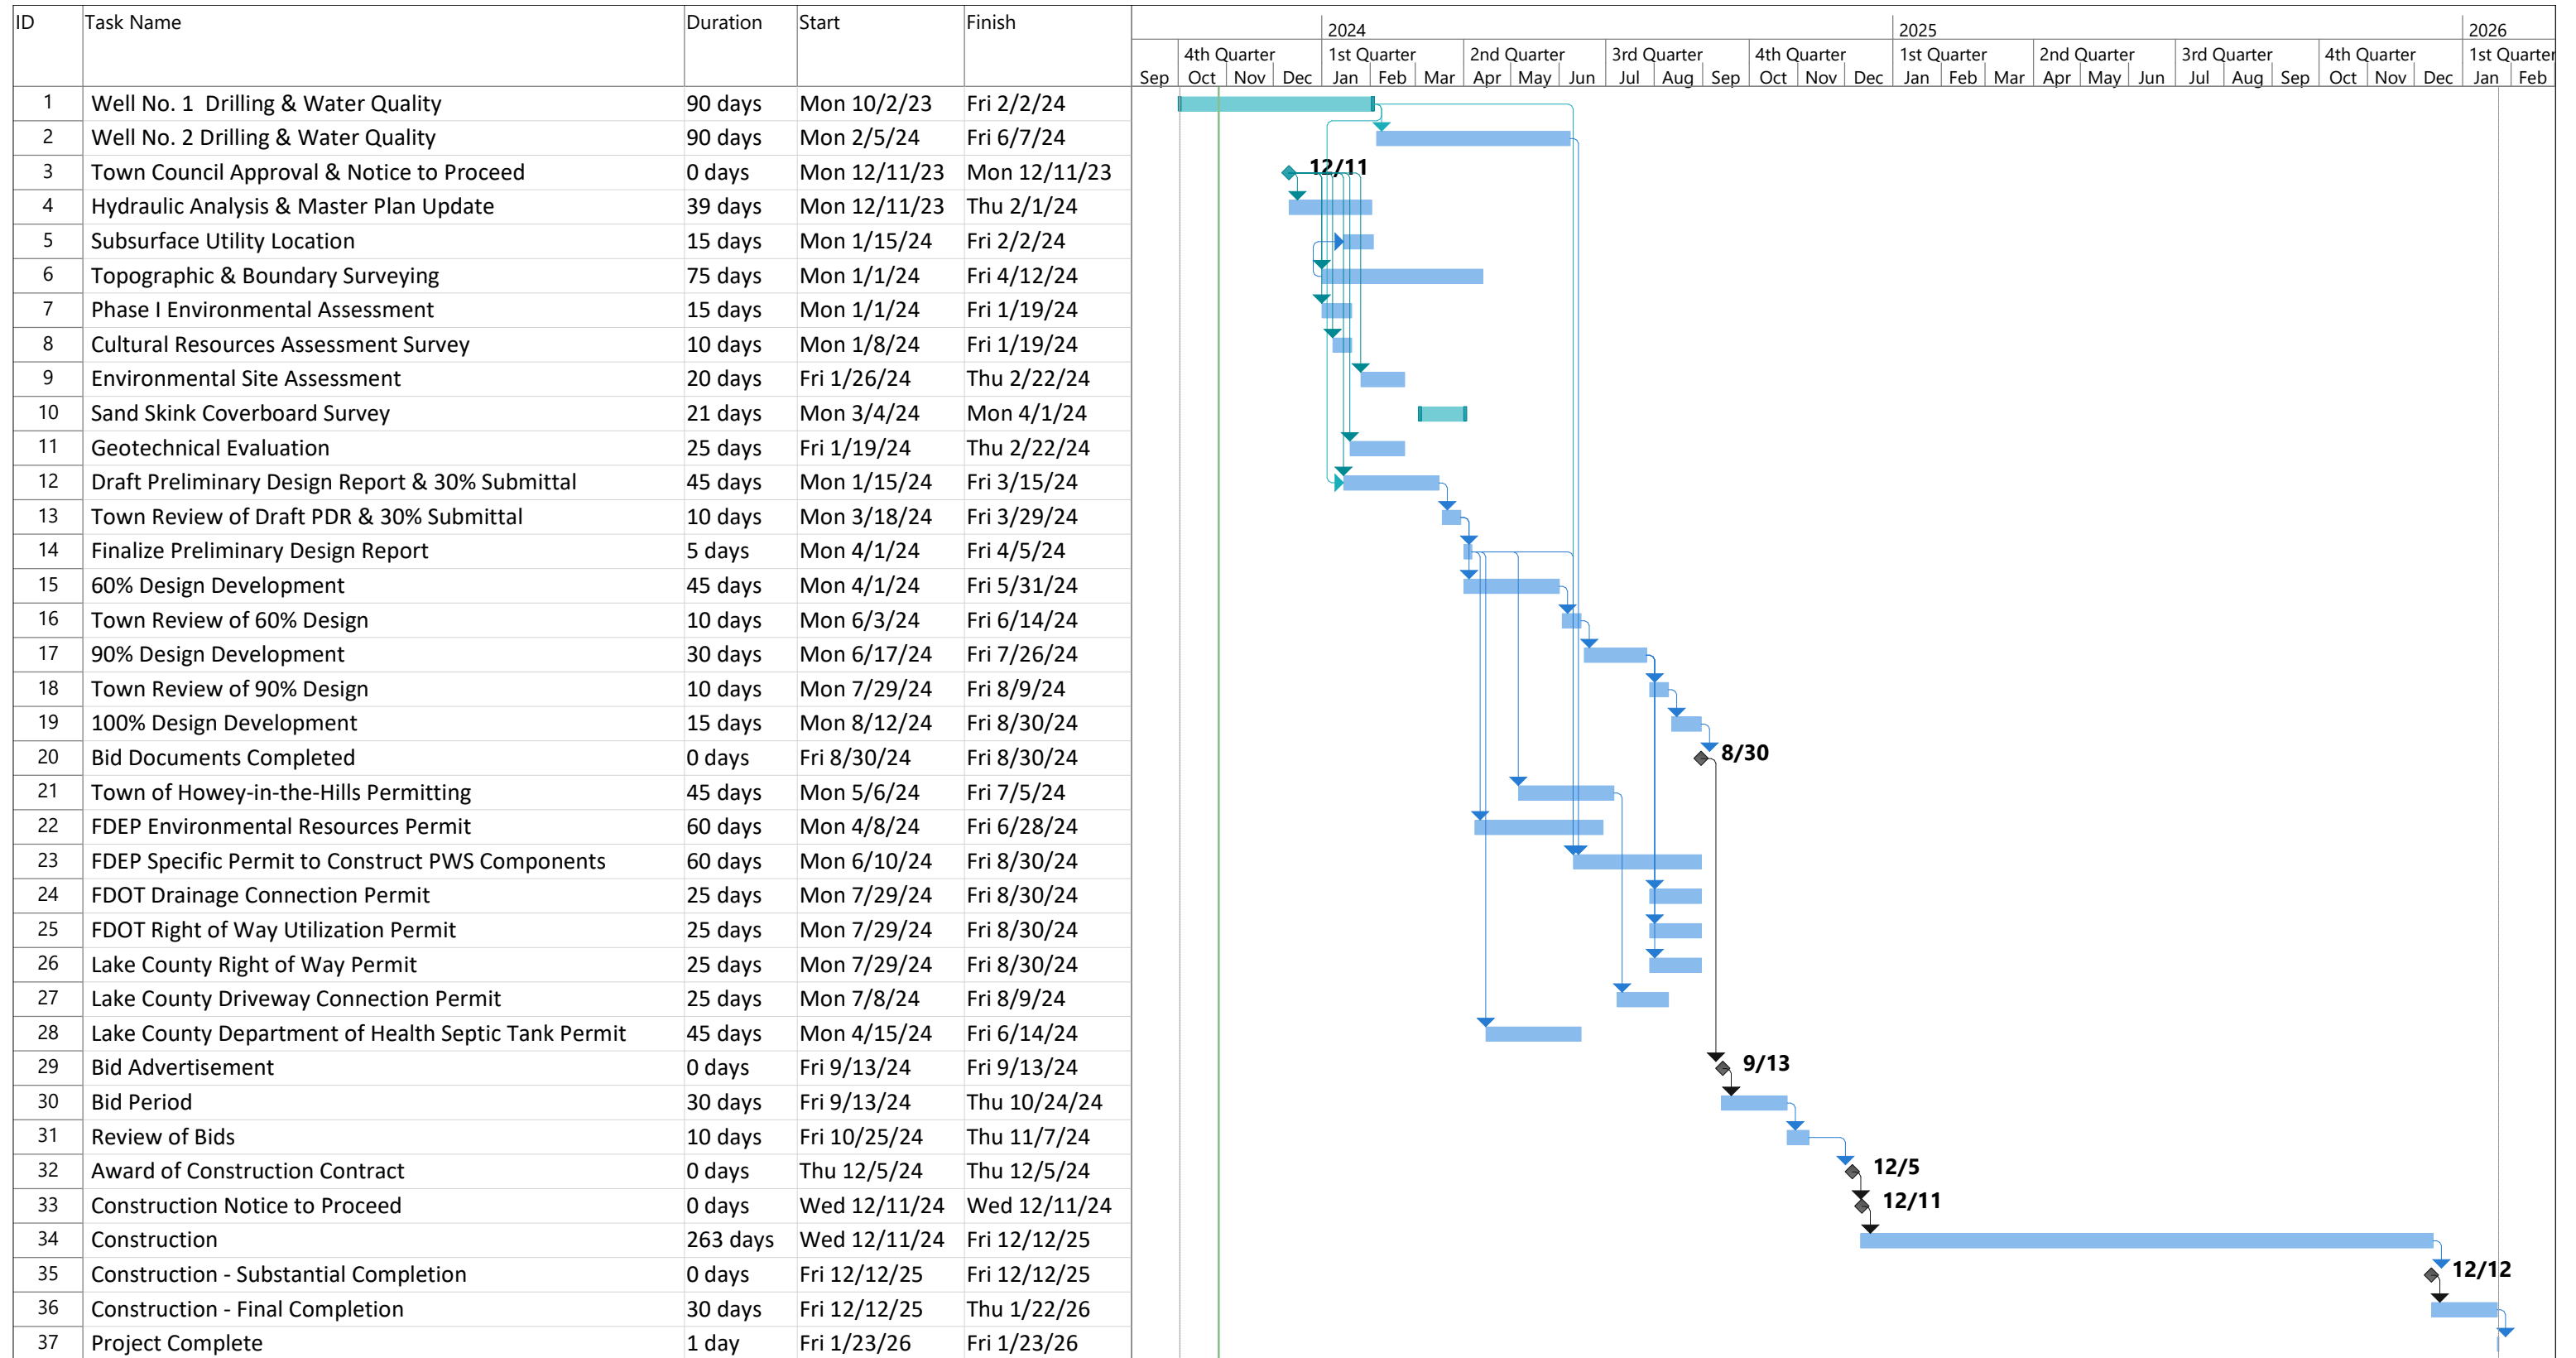 ID Task Name Duration Start Finish
2024 2025 2026
4th Quarter 1st Quarter 2nd Quarter 3rd Quarter 4th Quarter 1st Quarter 2nd Quarter 3rd Quarter 4th Quarter 1st Quarter
Sep Oct Nov Dec Jan Feb Mar Apr May Jun Jul Aug Sep Oct Nov Dec Jan Feb Mar Apr May Jun Jul Aug Sep Oct Nov Dec Jan Feb
1 Well No. 1 Drilling & Water Quality 90 days Mon 10/2/23 Fri 2/2/24
2 Well No. 2 Drilling & Water Quality 90 days Mon 2/5/24 Fri 6/7/24
3 Town Council Approval & Notice to Proceed 0 days Mon 12/11/23 Mon 12/11/23 12/11
4 Hydraulic Analysis & Master Plan Update 39 days Mon 12/11/23 Thu 2/1/24
5 Subsurface Utility Location 15 days Mon 1/15/24 Fri 2/2/24
6 Topographic & Boundary Surveying 75 days Mon 1/1/24 Fri 4/12/24
7 Phase I Environmental Assessment 15 days Mon 1/1/24 Fri 1/19/24
8 Cultural Resources Assessment Survey 10 days Mon 1/8/24 Fri 1/19/24
9 Environmental Site Assessment 20 days Fri 1/26/24 Thu 2/22/24
10 Sand Skink Coverboard Survey 21 days Mon 3/4/24 Mon 4/1/24
11 Geotechnical Evaluation 25 days Fri 1/19/24 Thu 2/22/24
12 Draft Preliminary Design Report & 30% Submittal 45 days Mon 1/15/24 Fri 3/15/24
13 Town Review of Draft PDR & 30% Submittal 10 days Mon 3/18/24 Fri 3/29/24
14 Finalize Preliminary Design Report 5 days Mon 4/1/24 Fri 4/5/24
15 60% Design Development 45 days Mon 4/1/24 Fri 5/31/24
16 Town Review of 60% Design 10 days Mon 6/3/24 Fri 6/14/24
17 90% Design Development 30 days Mon 6/17/24 Fri 7/26/24
18 Town Review of 90% Design 10 days Mon 7/29/24 Fri 8/9/24
19 100% Design Development 15 days Mon 8/12/24 Fri 8/30/24
20 Bid Documents Completed 0 days Fri 8/30/24 Fri 8/30/24 8/30
21 Town of Howey-in-the-Hills Permitting 45 days Mon 5/6/24 Fri 7/5/24
22 FDEP Environmental Resources Permit 60 days Mon 4/8/24 Fri 6/28/24
23 FDEP Specific Permit to Construct PWS Components 60 days Mon 6/10/24 Fri 8/30/24
24 FDOT Drainage Connection Permit 25 days Mon 7/29/24 Fri 8/30/24
25 FDOT Right of Way Utilization Permit 25 days Mon 7/29/24 Fri 8/30/24
26 Lake County Right of Way Permit 25 days Mon 7/29/24 Fri 8/30/24
27 Lake County Driveway Connection Permit 25 days Mon 7/8/24 Fri 8/9/24
28 Lake County Department of Health Septic Tank Permit 45 days Mon 4/15/24 Fri 6/14/24
29 Bid Advertisement 0 days Fri 9/13/24 Fri 9/13/24 9/13
30 Bid Period 30 days Fri 9/13/24 Thu 10/24/24
31 Review of Bids 10 days Fri 10/25/24 Thu 11/7/24
32 Award of Construction Contract 0 days Thu 12/5/24 Thu 12/5/24 12/5
33 Construction Notice to Proceed 0 days Wed 12/11/24 Wed 12/11/24 12/11
34 Construction 263 days Wed 12/11/24 Fri 12/12/25
35 Construction - Substantial Completion 0 days Fri 12/12/25 Fri 12/12/25 12/12
36 Construction - Final Completion 30 days Fri 12/12/25 Thu 1/22/26
37 Project Complete 1 day Fri 1/23/26 Fri 1/23/26